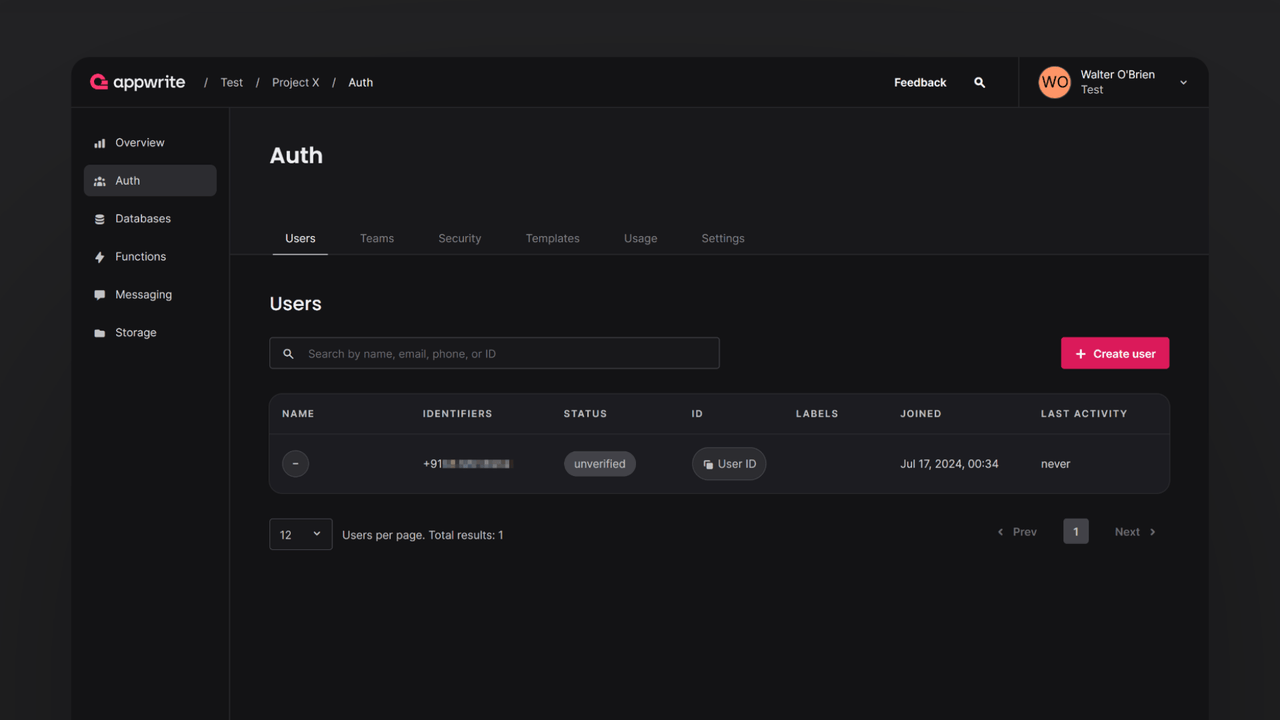 appwrite / Test / Project X / Auth
Feedback
WO
Walter O'Brien
Test
Overview
Auth
Databases
Functions
Messaging
Storage
Auth
Users Teams Security Templates Usage Settings
Users
Search by name, email, phone, or ID
+ Create user
NAME IDENTIFIERS STATUS ID LABELS JOINED LAST ACTIVITY
– +91 unverified User ID Jul 17, 2024, 00:34 never
12 Users per page. Total results: 1
Prev 1 Next